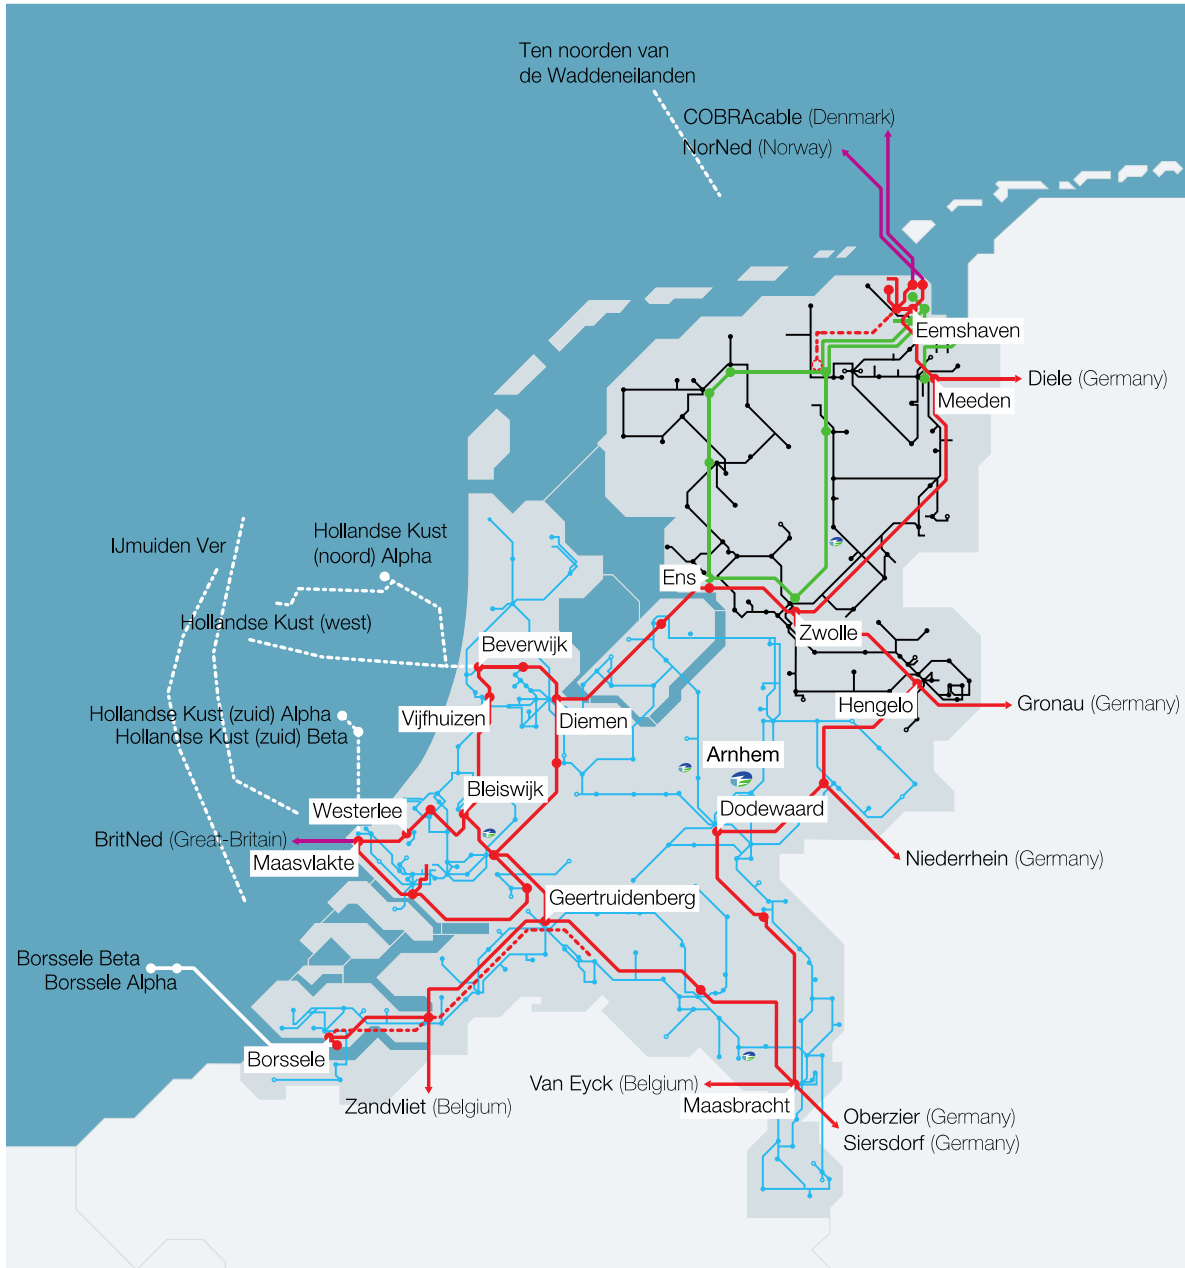 Ten noorden van
de Waddeneilanden
COBRAcable (Denmark)
NorNed (Norway)
Eemshaven
Diele (Germany)
Meeden
Hollandse Kust
(noord) Alpha
IJmuiden Ver
Ens
Hollandse Kust (west)
Zwolle
Beverwijk
Hengelo
Gronau (Germany)
Vijfhuizen
Diemen
Hollandse Kust (zuid) Alpha
Hollandse Kust (zuid) Beta
Arnhem
Bleiswijk
Westerlee
Dodewaard
BritNed (Great-Britain)
Maasvlakte
Niederrhein (Germany)
Geertruidenberg
Borssele Beta
Borssele Alpha
Borssele
Van Eyck (Belgium)
Zandvliet (Belgium)
Maasbracht
Oberzier (Germany)
Siersdorf (Germany)